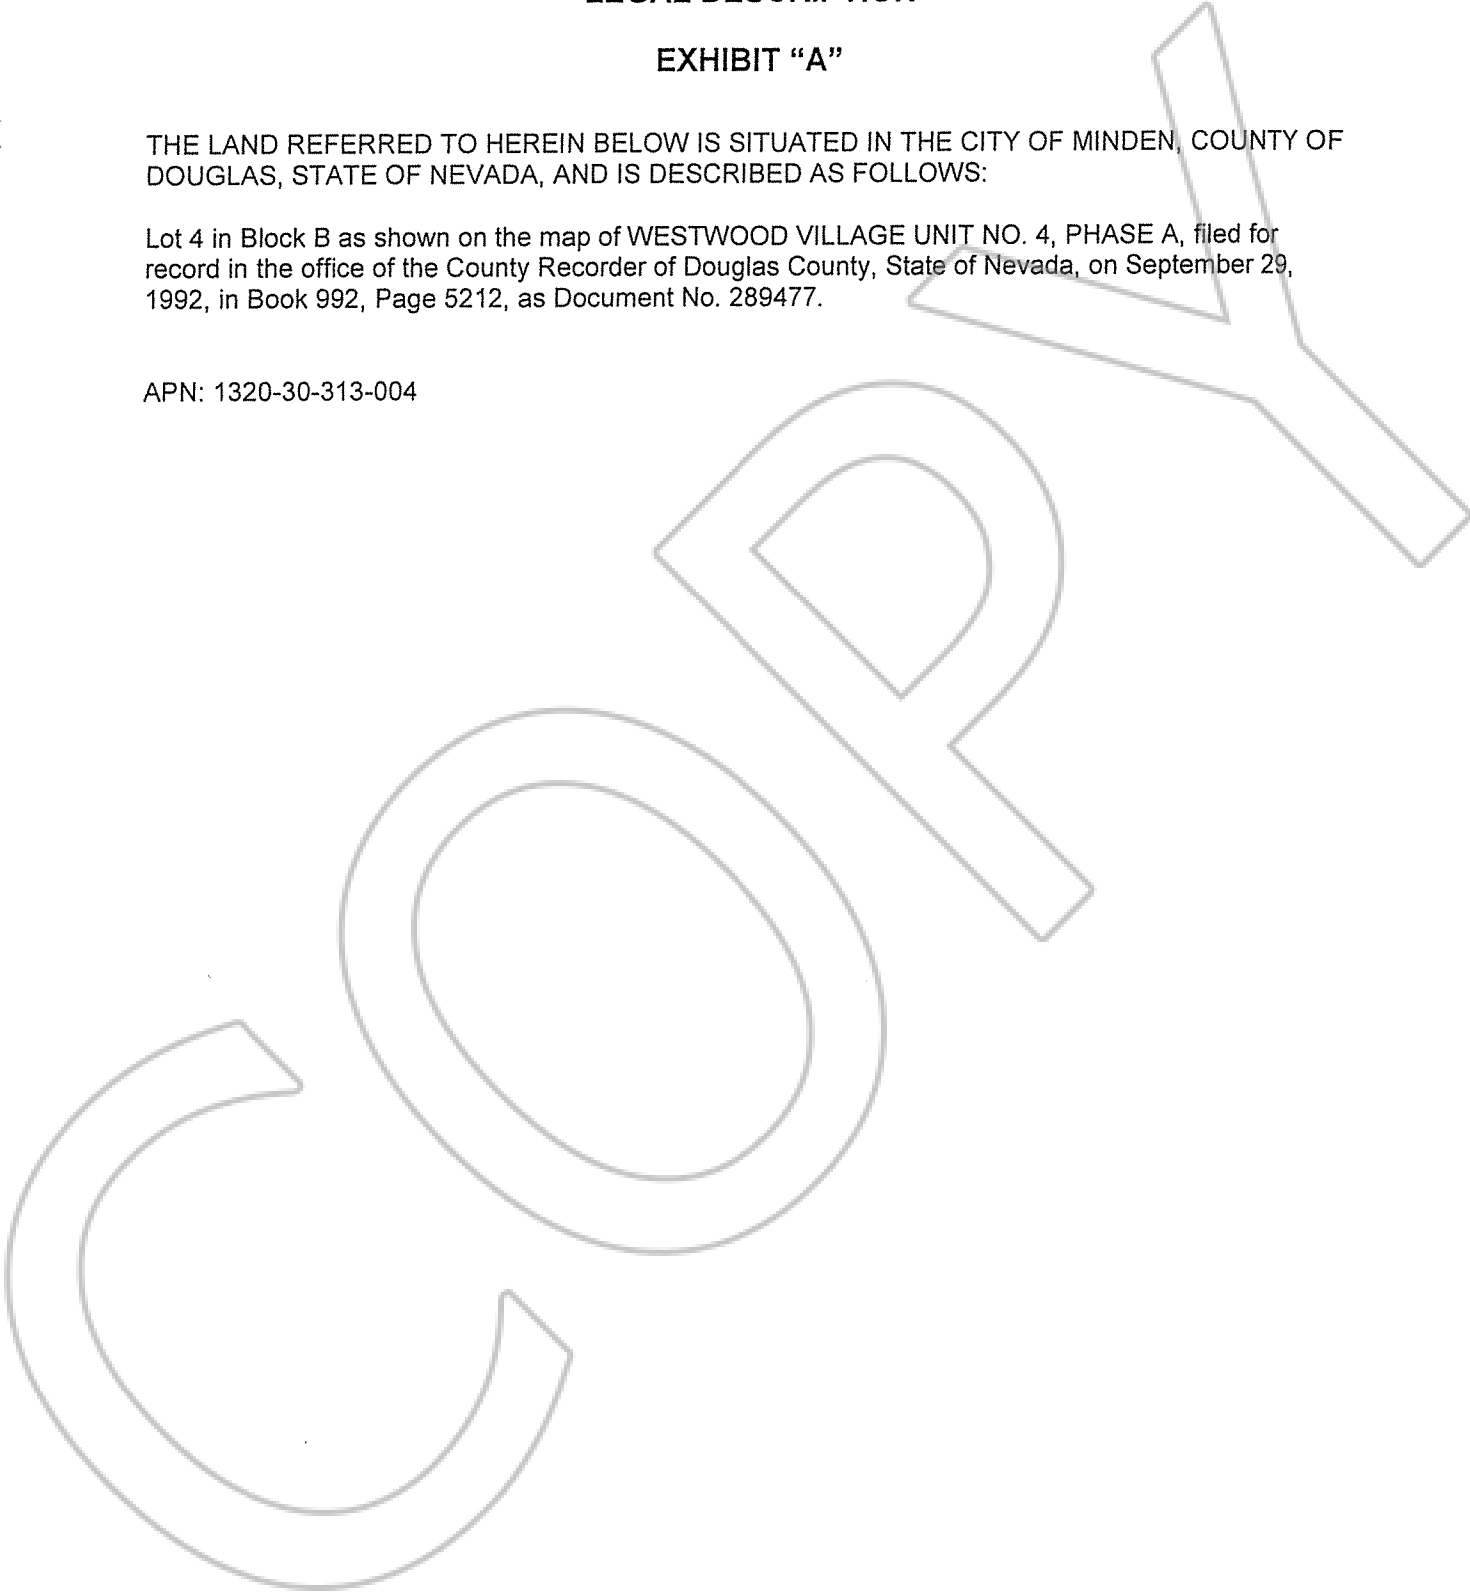 LEGAL DESCRIPTION
EXHIBIT “A”
THE LAND REFERRED TO HEREIN BELOW IS SITUATED IN THE CITY OF MINDEN, COUNTY OF
DOUGLAS, STATE OF NEVADA, AND IS DESCRIBED AS FOLLOWS:
Lot 4 in Block B as shown on the map of WESTWOOD VILLAGE UNIT NO. 4, PHASE A, filed for
record in the office of the County Recorder of Douglas County, State of Nevada, on September 29,
1992, in Book 992, Page 5212, as Document No. 289477.
APN: 1320-30-313-004
COPY